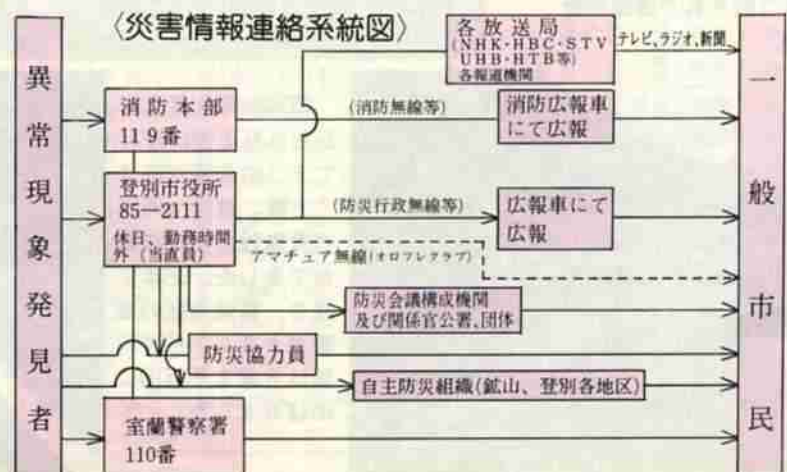 〈災害情報連絡系統図〉
異常現象発見者
消防本部
119番
登別市役所
85―2111
休日、勤務時間
外（当直員）
室蘭警察署
110番
各放送局
(NHK・HBC・STV
UHB・HTB等)
各報道機関
テレビ、ラジオ、新聞
(消防無線等)
消防広報車
にて広報
(防災行政無線等)
広報車にて
広報
アマチュア無線(オロフレクラブ)
防災会議構成機関
及び関係官公署、団体
防災協力員
自主防災組織(鉱山、登別各地区)
一般市民